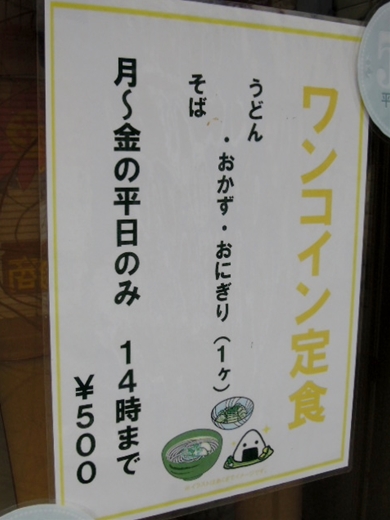 ワンコイン定食
うどん
・おかず・おにぎり(1ヶ)
そば
月〜金の平日のみ 14時まで
¥500